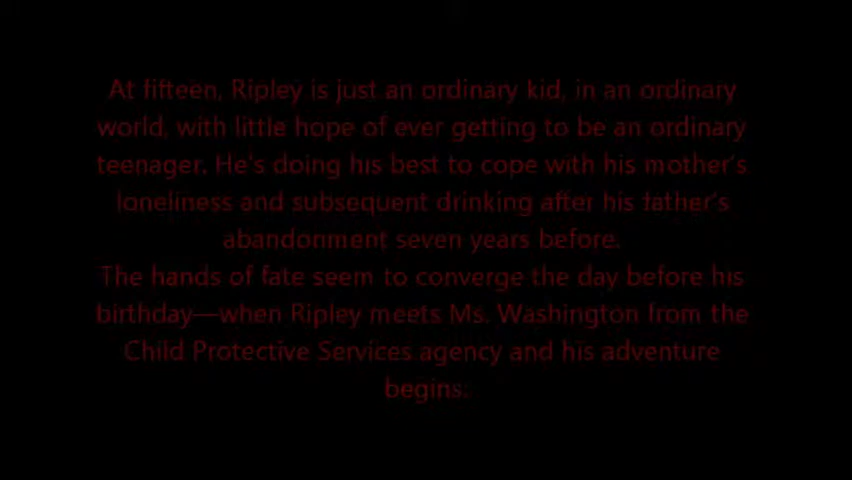 At fifteen, Ripley is just an ordinary kid, in an ordinary
world, with little hope of ever getting to be an ordinary
teenager. He's doing his best to cope with his mother's
loneliness and subsequent drinking after his father's
abandonment seven years before.
The hands of fate seem to converge the day before his
birthday—when Ripley meets Ms. Washington from the
Child Protective Services agency and his adventure
begins: